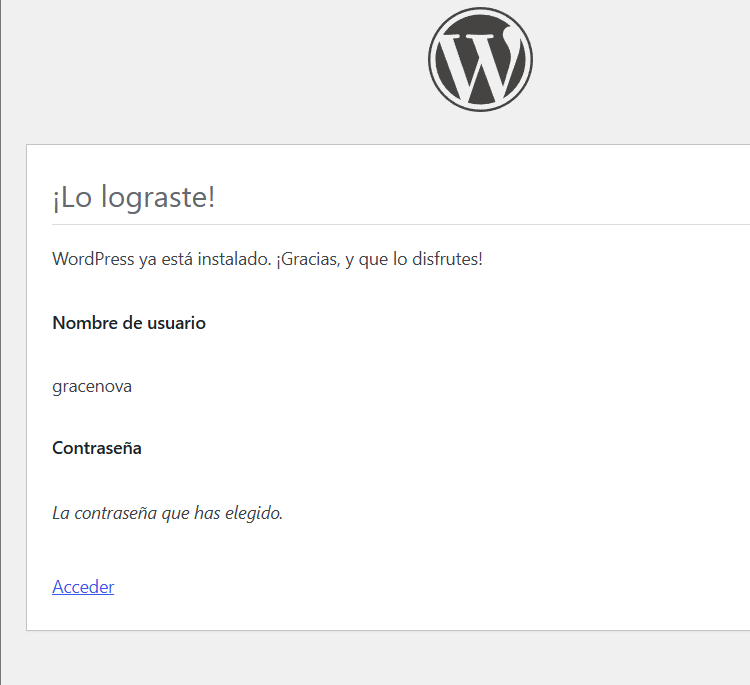 ¡Lo lograste!
WordPress ya está instalado. ¡Gracias, y que lo disfrutes!
Nombre de usuario
gracenova
Contraseña
La contraseña que has elegido.
Acceder